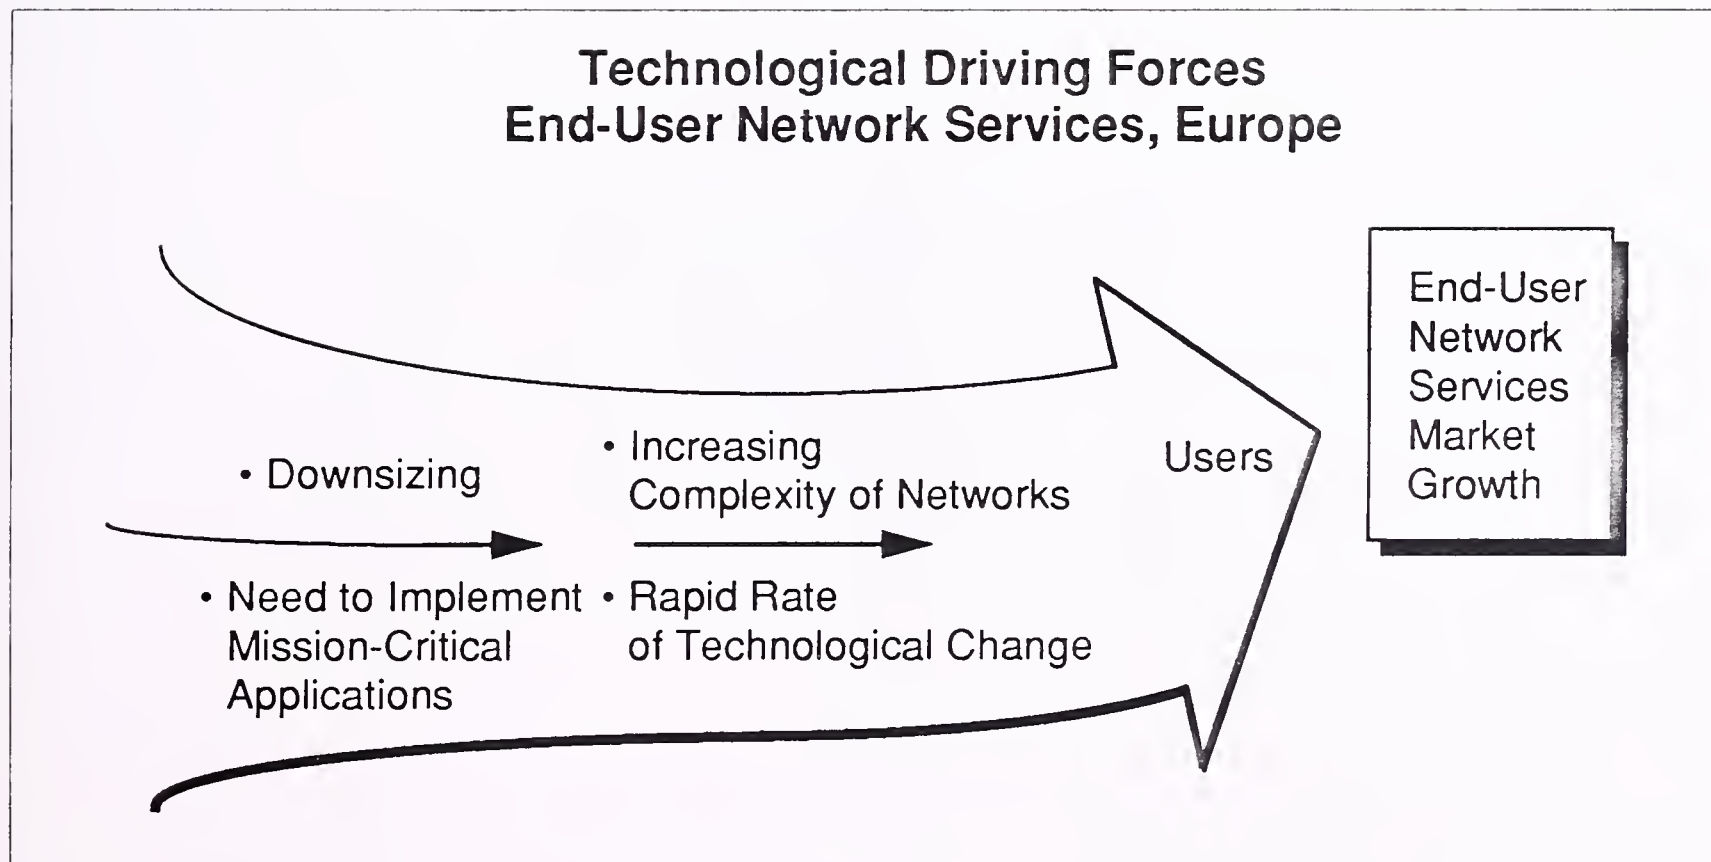 Technological Driving Forces
End-User Network Services, Europe
• Downsizing
• Need to Implement
Mission-Critical
Applications
• Increasing
Complexity of Networks
• Rapid Rate
of Technological Change
Users
End-User
Network
Services
Market
Growth